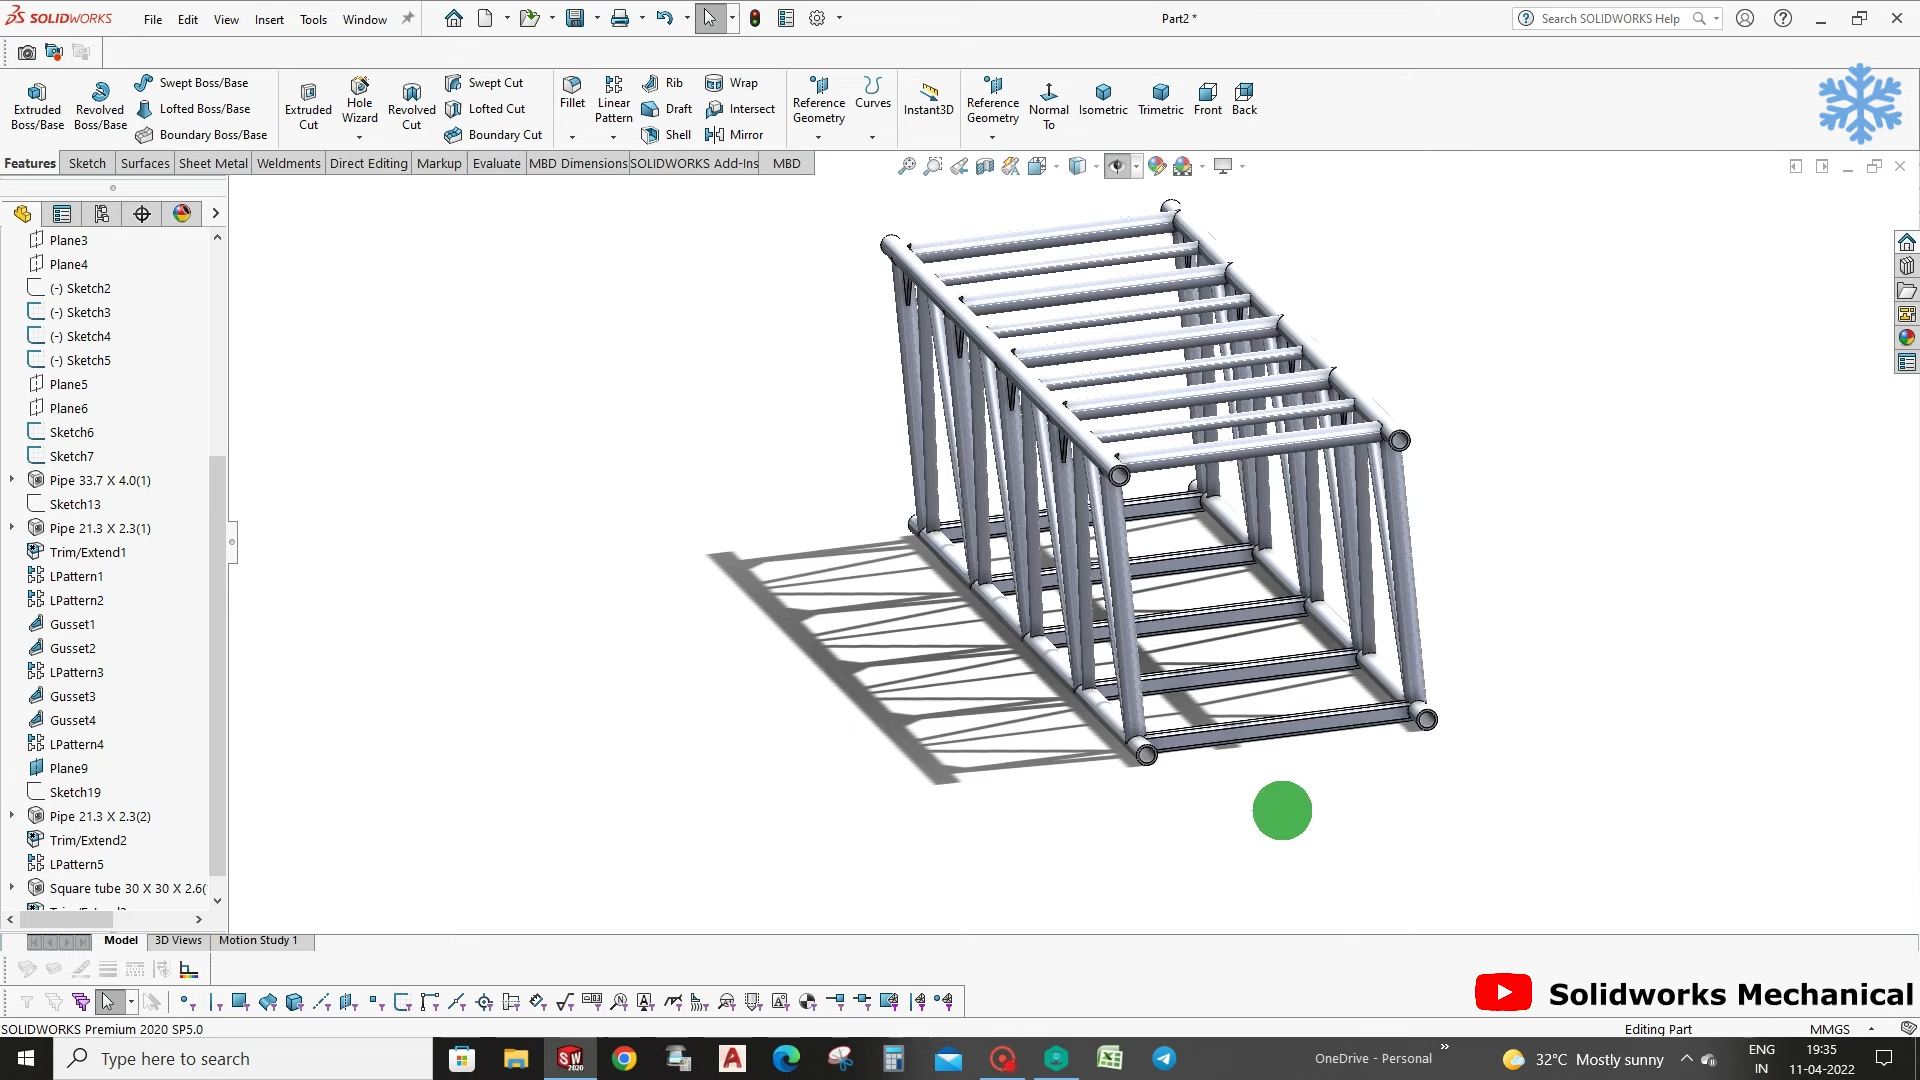 SOLIDWORKS File Edit View Insert Tools Window Part2 * Search SOLIDWORKS Help
Extruded Boss/Base
Revolved Boss/Base
Swept Boss/Base
Lofted Boss/Base
Boundary Boss/Base
Extruded Cut
Hole Wizard
Revolved Cut
Swept Cut
Lofted Cut
Boundary Cut
Fillet
Linear Pattern
Rib
Draft
Shell
Wrap
Intersect
Mirror
Reference Geometry
Curves
Instant3D
Reference Geometry
Normal To
Isometric
Trimetric
Front
Back
Features Sketch Surfaces Sheet Metal Weldments Direct Editing Markup Evaluate MBD Dimensions SOLIDWORKS Add-Ins MBD
Plane3
Plane4
(-) Sketch2
(-) Sketch3
(-) Sketch4
(-) Sketch5
Plane5
Plane6
Sketch6
Sketch7
Pipe 33.7 X 4.0(1)
Sketch13
Pipe 21.3 X 2.3(1)
Trim/Extend1
LPattern1
LPattern2
Gusset1
Gusset2
LPattern3
Gusset3
Gusset4
LPattern4
Plane9
Sketch19
Pipe 21.3 X 2.3(2)
Trim/Extend2
LPattern5
Square tube 30 X 30 X 2.6(
Model 3D Views Motion Study 1
Solidworks Mechanical
SOLIDWORKS Premium 2020 SP5.0 Editing Part MMGS
Type here to search OneDrive - Personal 32°C Mostly sunny ENG 19:35
IN 11-04-2022